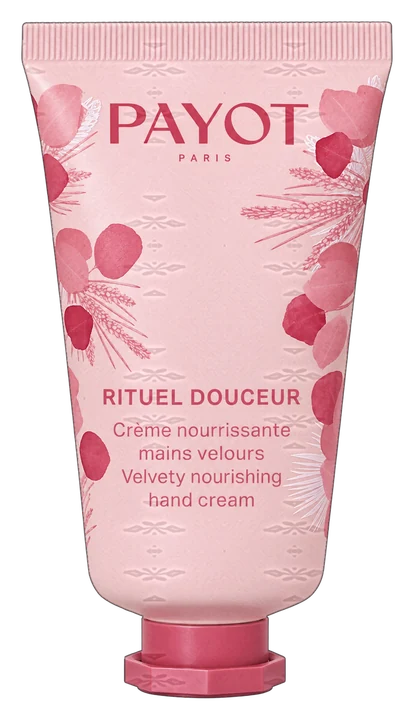 PAYOT
PARIS
RITUEL DOUCEUR
Crème nourrissante
mains velours
Velvety nourishing
hand cream